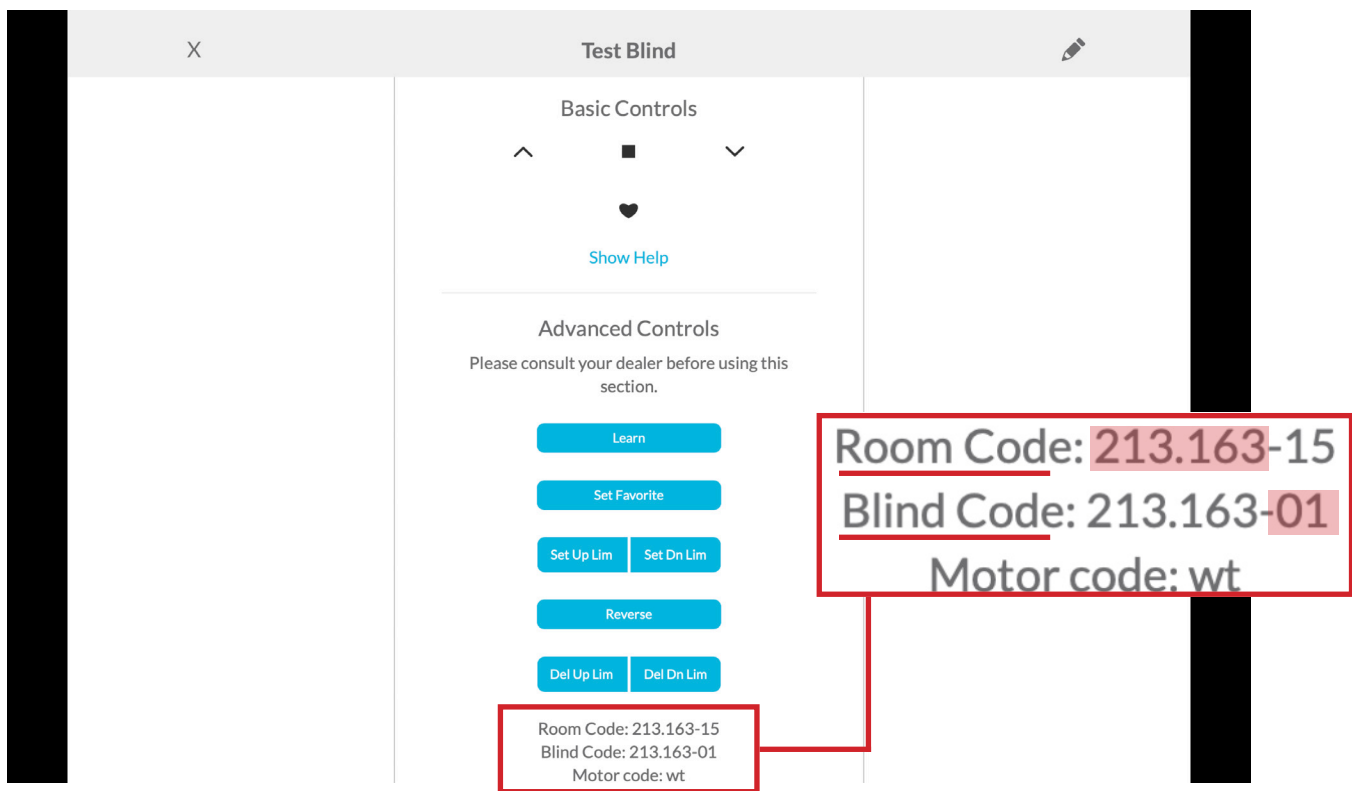 X Test Blind
Basic Controls
Show Help
Advanced Controls
Please consult your dealer before using this
section.
Learn
Set Favorite
Set Up Lim Set Dn Lim
Reverse
Del Up Lim Del Dn Lim
Room Code: 213.163-15
Blind Code: 213.163-01
Motor code: wt
Room Code: 213.163-15
Blind Code: 213.163-01
Motor code: wt